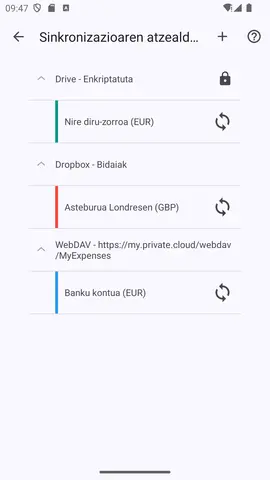 09:47
Sinkronizazioaren atzeald...
Drive - Enkriptatuta
Nire diru-zorroa (EUR)
Dropbox - Bidaiak
Asteburua Londresen (GBP)
WebDAV - https://my.private.cloud/webdav
/MyExpenses
Banku kontua (EUR)